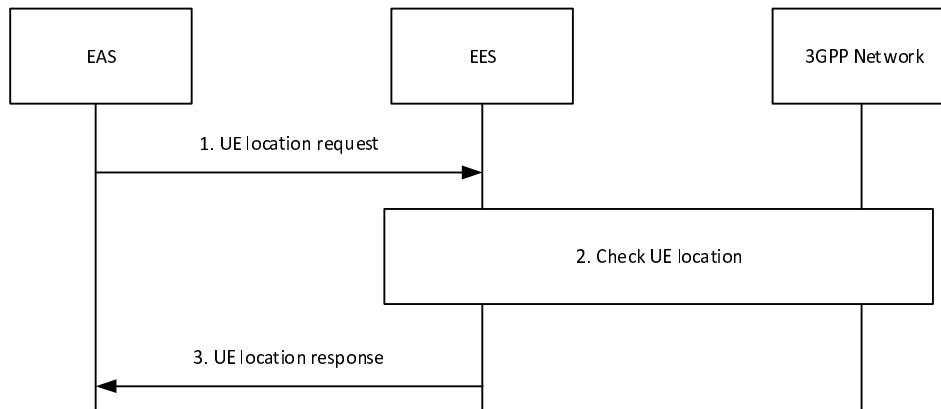 EAS
EES
3GPP Network
1. UE location request
2. Check UE location
3. UE location response